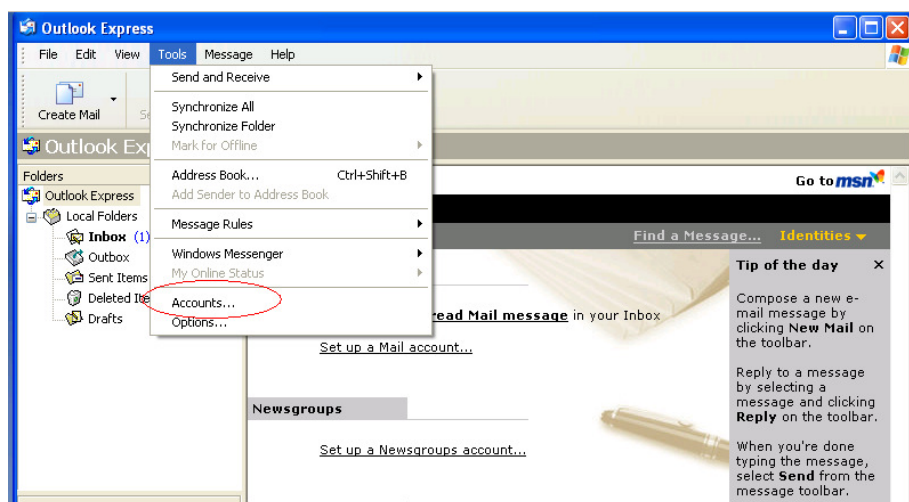 Outlook Express
File Edit View Tools Message Help
Create Mail
Send and Receive
Synchronize All
Synchronize Folder
Mark for Offline
Address Book... Ctrl+Shift+B
Add Sender to Address Book
Message Rules
Windows Messenger
My Online Status
Accounts...
Options...
Outlook Ex
Folders
Outlook Express
Local Folders
Inbox (1)
Outbox
Sent Items
Deleted Ite
Drafts
Go to msn
Find a Message... Identities
read Mail message in your Inbox
Set up a Mail account...
Newsgroups
Set up a Newsgroups account...
Tip of the day X
Compose a new e-
mail message by
clicking New Mail on
the toolbar.
Reply to a message
by selecting a
message and clicking
Reply on the toolbar.
When you're done
typing the message,
select Send from the
message toolbar.